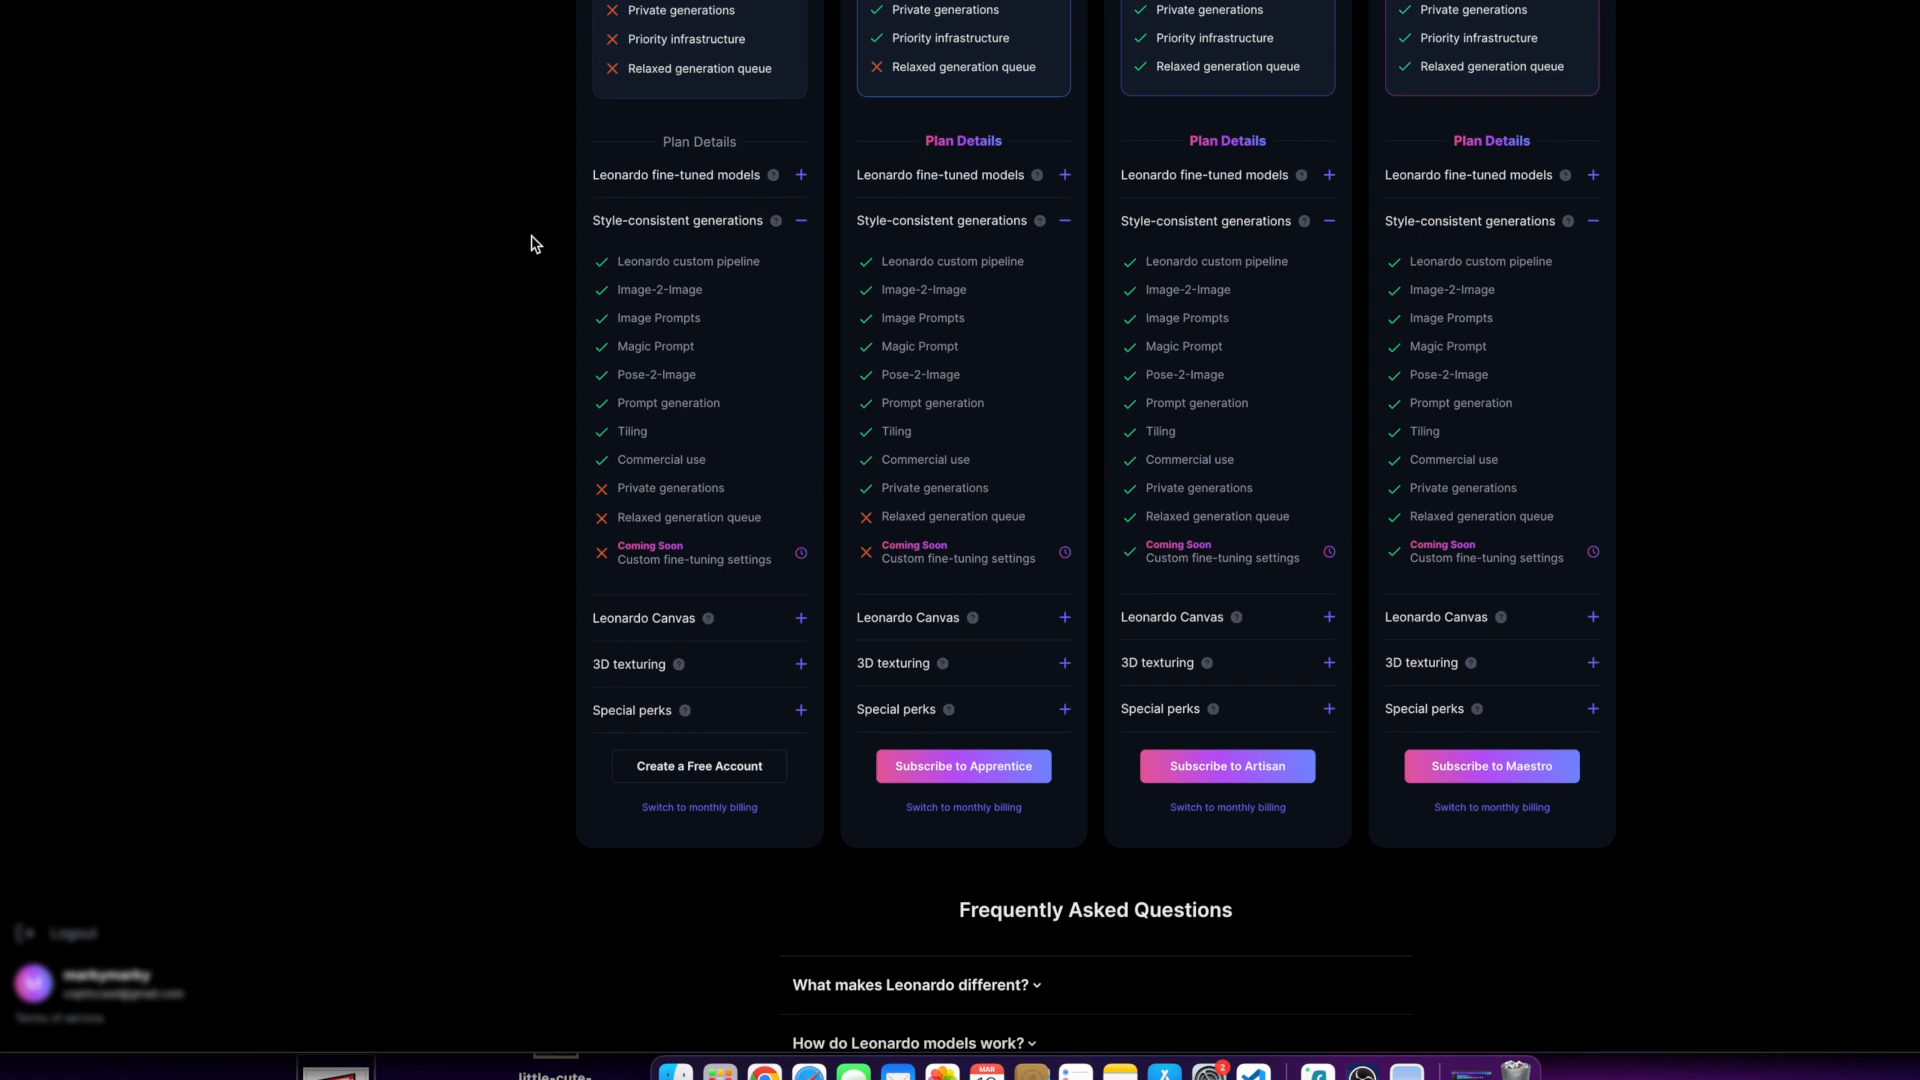 Private generations
Priority infrastructure
Relaxed generation queue
Plan Details
Leonardo fine-tuned models
Style-consistent generations
Leonardo custom pipeline
Image-2-Image
Image Prompts
Magic Prompt
Pose-2-Image
Prompt generation
Tiling
Commercial use
Private generations
Relaxed generation queue
Coming Soon
Custom fine-tuning settings
Leonardo Canvas
3D texturing
Special perks
Create a Free Account
Switch to monthly billing
Private generations
Priority infrastructure
Relaxed generation queue
Plan Details
Leonardo fine-tuned models
Style-consistent generations
Leonardo custom pipeline
Image-2-Image
Image Prompts
Magic Prompt
Pose-2-Image
Prompt generation
Tiling
Commercial use
Private generations
Relaxed generation queue
Coming Soon
Custom fine-tuning settings
Leonardo Canvas
3D texturing
Special perks
Subscribe to Apprentice
Switch to monthly billing
Private generations
Priority infrastructure
Relaxed generation queue
Plan Details
Leonardo fine-tuned models
Style-consistent generations
Leonardo custom pipeline
Image-2-Image
Image Prompts
Magic Prompt
Pose-2-Image
Prompt generation
Tiling
Commercial use
Private generations
Relaxed generation queue
Coming Soon
Custom fine-tuning settings
Leonardo Canvas
3D texturing
Special perks
Subscribe to Artisan
Switch to monthly billing
Private generations
Priority infrastructure
Relaxed generation queue
Plan Details
Leonardo fine-tuned models
Style-consistent generations
Leonardo custom pipeline
Image-2-Image
Image Prompts
Magic Prompt
Pose-2-Image
Prompt generation
Tiling
Commercial use
Private generations
Relaxed generation queue
Coming Soon
Custom fine-tuning settings
Leonardo Canvas
3D texturing
Special perks
Subscribe to Maestro
Switch to monthly billing
Frequently Asked Questions
What makes Leonardo different?
How do Leonardo models work?
Logout
M
markymarky
Terms of service
little-cute-
MAR
2